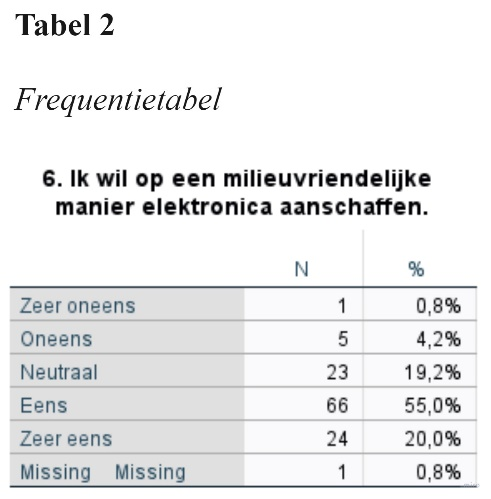 Tabel 2
Frequentietabel
6. Ik wil op een milieuvriendelijke
manier elektronica aanschaffen.
N %
Zeer oneens 1 0,8%
Oneens 5 4,2%
Neutraal 23 19,2%
Eens 66 55,0%
Zeer eens 24 20,0%
Missing Missing 1 0,8%